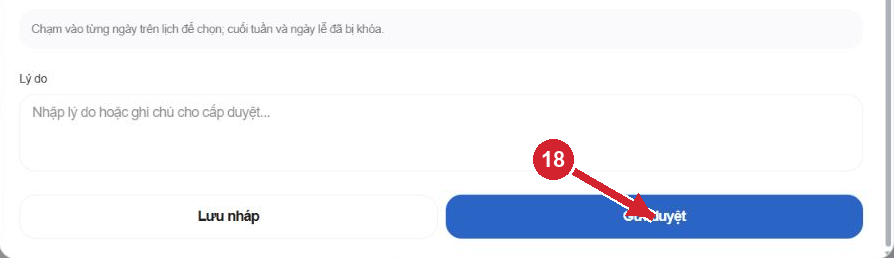 Chạm vào từng ngày trên lịch để chọn; cuối tuần và ngày lễ đã bị khóa.
Lý do
Nhập lý do hoặc ghi chú cho cấp duyệt...
18
Lưu nháp
duyệt